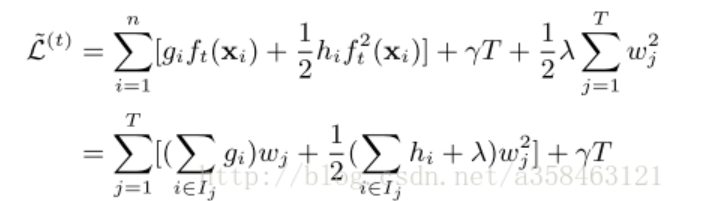 $\tilde{\mathcal{L}}^{(t)} = \sum_{i=1}^{n} [g_i f_t(\mathbf{x}_i) + \frac{1}{2} h_i f_t^2(\mathbf{x}_i)] + \gamma T + \frac{1}{2} \lambda \sum_{j=1}^{T} w_j^2$
$= \sum_{j=1}^{T} [(\sum_{i \in I_j} g_i) w_j + \frac{1}{2} (\sum_{i \in I_j} h_i + \lambda) w_j^2] + \gamma T$
http://blog.csdn.net/a358463121